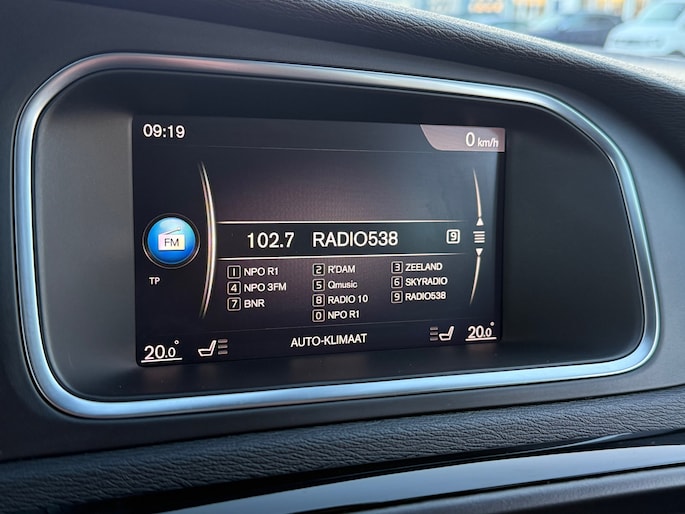 09:19
0 km/h
FM
102.7 RADIO538 9
TP
1 NPO R1 2 R'DAM 3 ZEELAND
4 NPO 3FM 5 Qmusic 6 SKYRADIO
7 BNR 8 RADIO 10 9 RADIO538
0 NPO R1
20.0° AUTO-KLIMAAT 20.0°